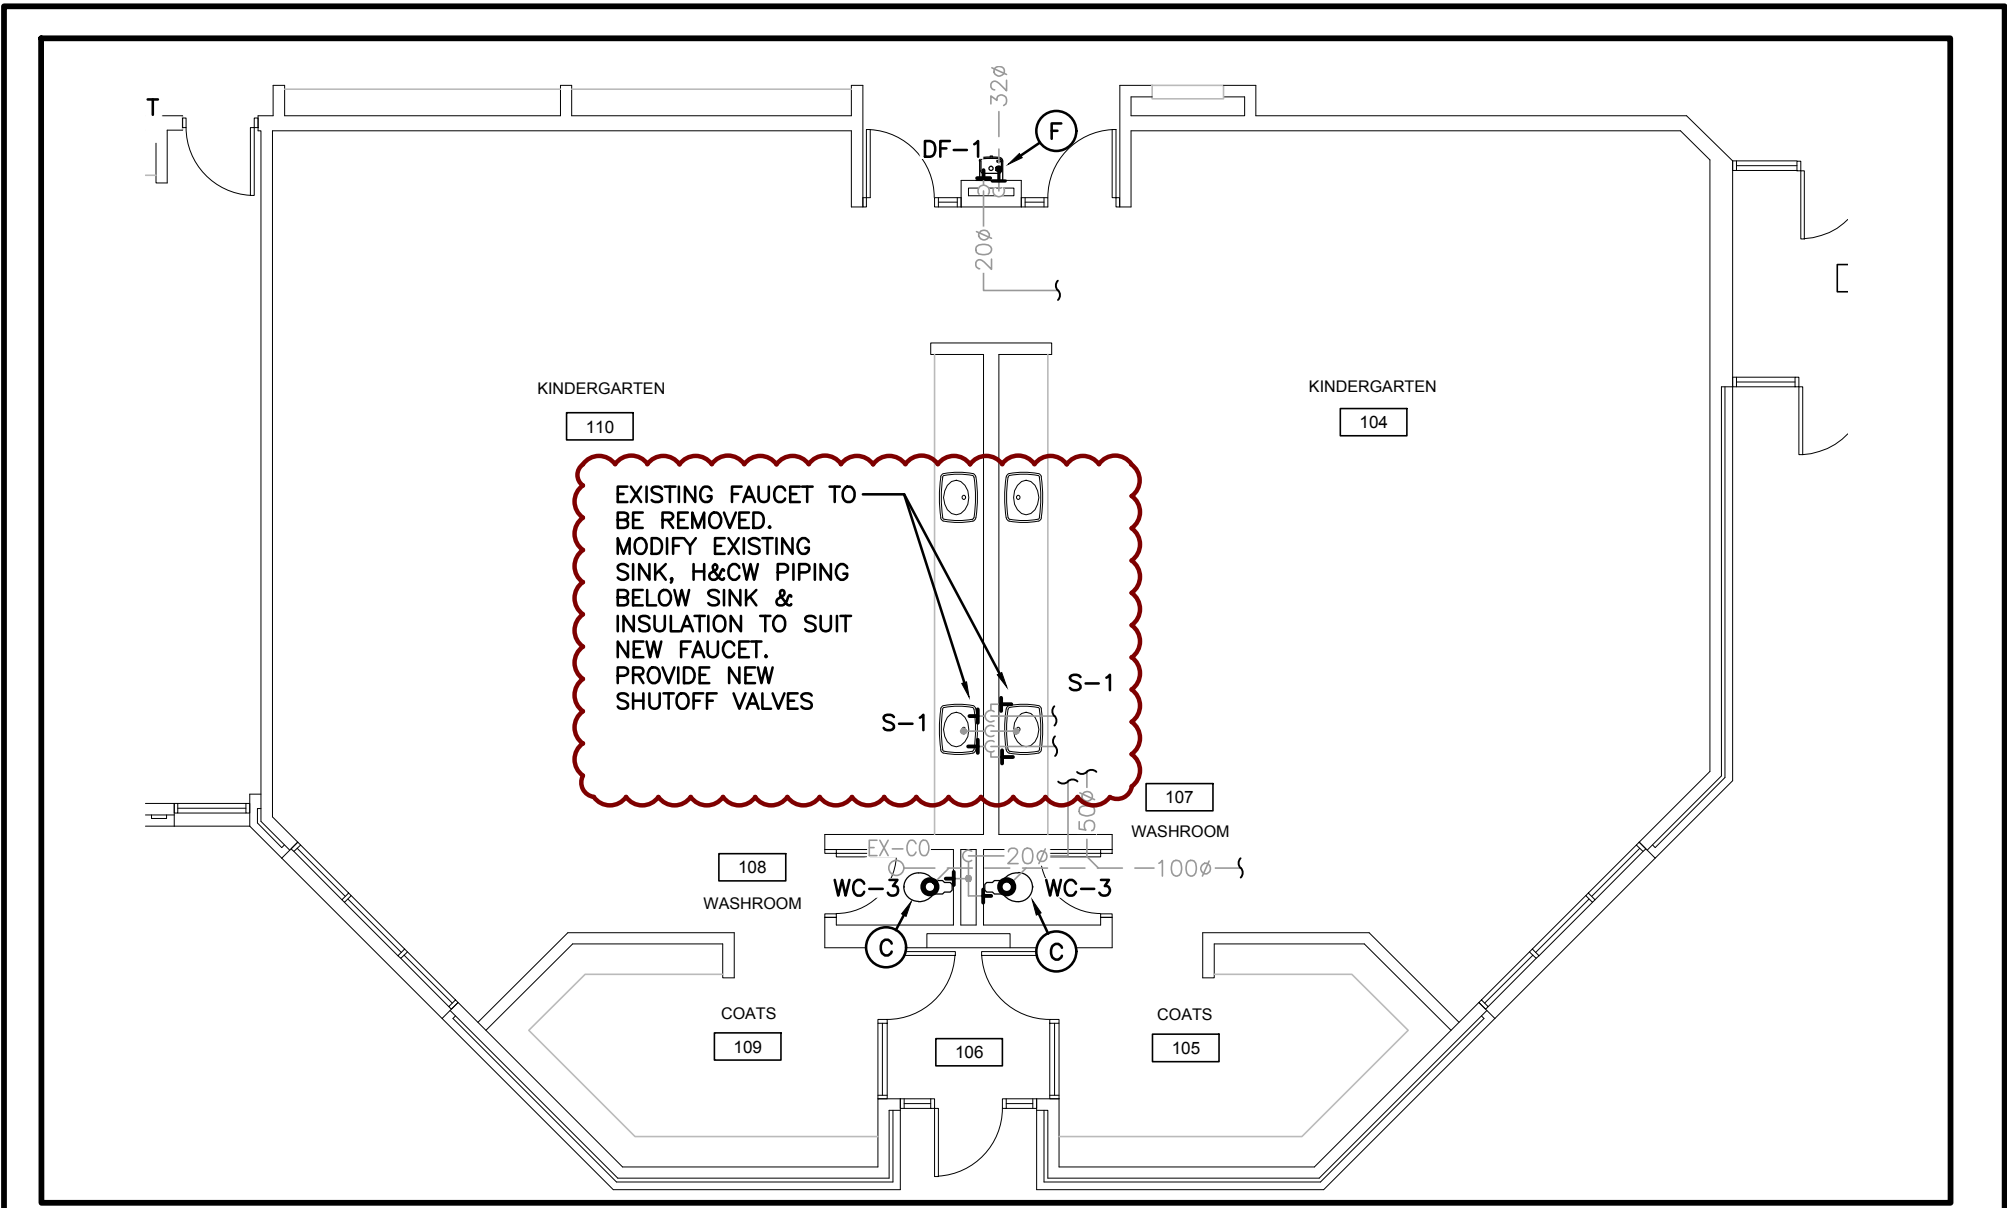 T
32ø
F
DF-1
20ø
KINDERGARTEN
110
KINDERGARTEN
104
EXISTING FAUCET TO
BE REMOVED.
MODIFY EXISTING
SINK, H&CW PIPING
BELOW SINK &
INSULATION TO SUIT
NEW FAUCET.
PROVIDE NEW
SHUTOFF VALVES
S-1
S-1
107
WASHROOM
50ø
EX-CO
20ø
100ø
108
WASHROOM
WC-3
WC-3
C
C
COATS
109
106
COATS
105